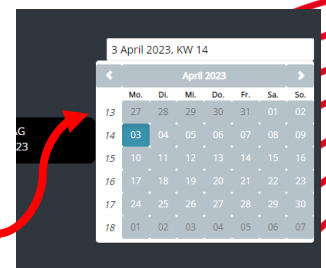 3 April 2023, KW 14
April 2023
Mo. Di. Mi. Do. Fr. Sa. So.
13 27 28 29 30 31 01 02
14 03 04 05 06 07 08 09
15 10 11 12 13 14 15 16
16 17 18 19 20 21 22 23
17 24 25 26 27 28 29 30
18 01 02 03 04 05 06 07
AG
23